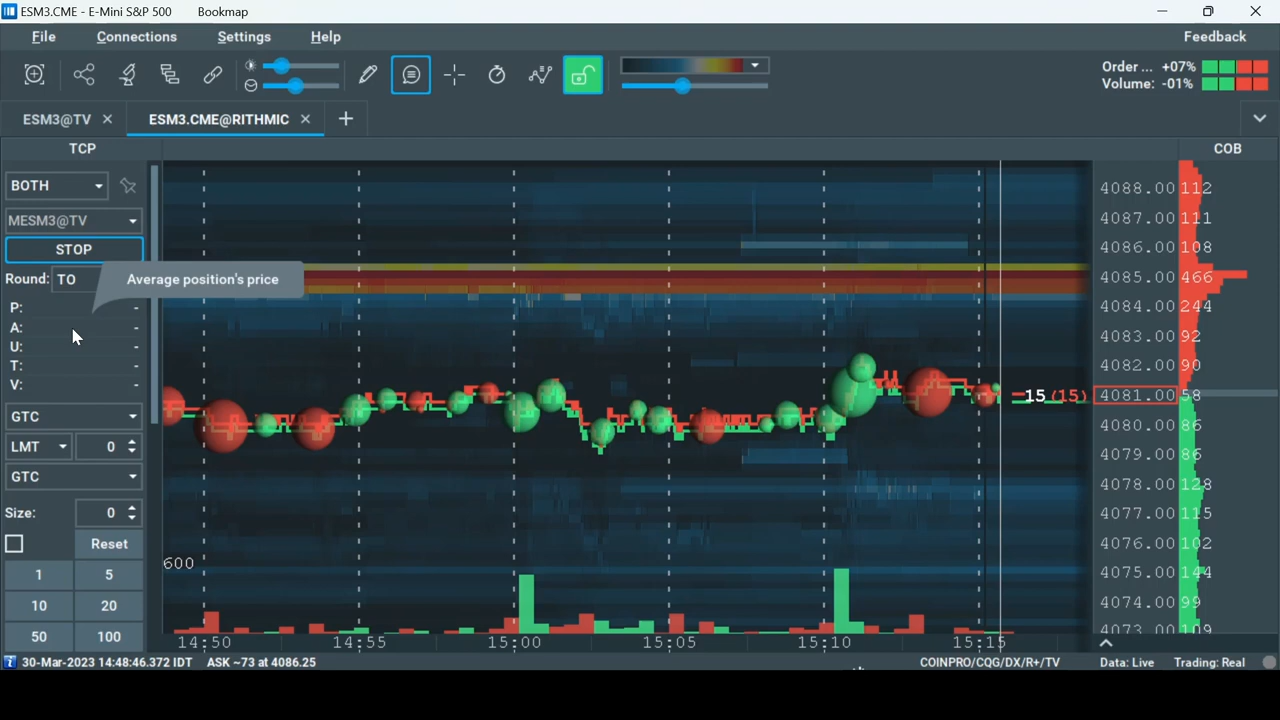 ESM3.CME - E-Mini S&P 500 Bookmap
File Connections Settings Help Feedback
Order ... +07%
Volume: -01%
ESM3@TV ESM3.CME@RITHMIC
TCP COB
BOTH
MESM3@TV
STOP
Round: TO
Average position's price
P: -
A: -
U: -
T: -
V: -
GTC
LMT 0
GTC
Size: 0
Reset
1 5
10 20
50 100
600
15 (15)
4088.00 112
4087.00 111
4086.00 108
4085.00 466
4084.00 244
4083.00 92
4082.00 90
4081.00 58
4080.00 86
4079.00 86
4078.00 128
4077.00 115
4076.00 102
4075.00 144
4074.00 99
4073.00 109
14:50 14:55 15:00 15:05 15:10 15:15
30-Mar-2023 14:48:46.372 IDT ASK ~73 at 4086.25 COINPRO/CQG/DX/R+/TV Data: Live Trading: Real